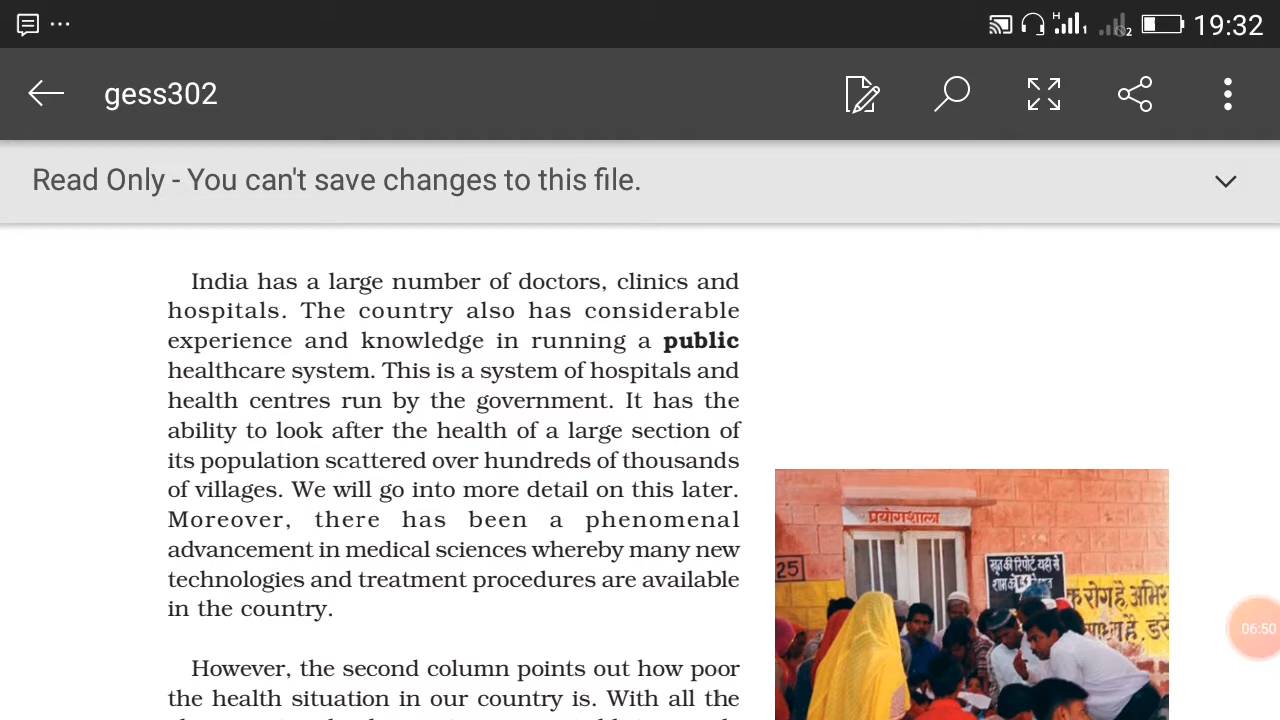 19:32
gess302
Read Only - You can't save changes to this file.
India has a large number of doctors, clinics and
hospitals. The country also has considerable
experience and knowledge in running a public
healthcare system. This is a system of hospitals and
health centres run by the government. It has the
ability to look after the health of a large section of
its population scattered over hundreds of thousands
of villages. We will go into more detail on this later.
Moreover, there has been a phenomenal
advancement in medical sciences whereby many new
technologies and treatment procedures are available
in the country.
However, the second column points out how poor
the health situation in our country is. With all the
प्रयोगशाला
25
खून की रिपोर्ट यहाँ से
शाम को
क रोग है, अभिश
है, डरें
06:50